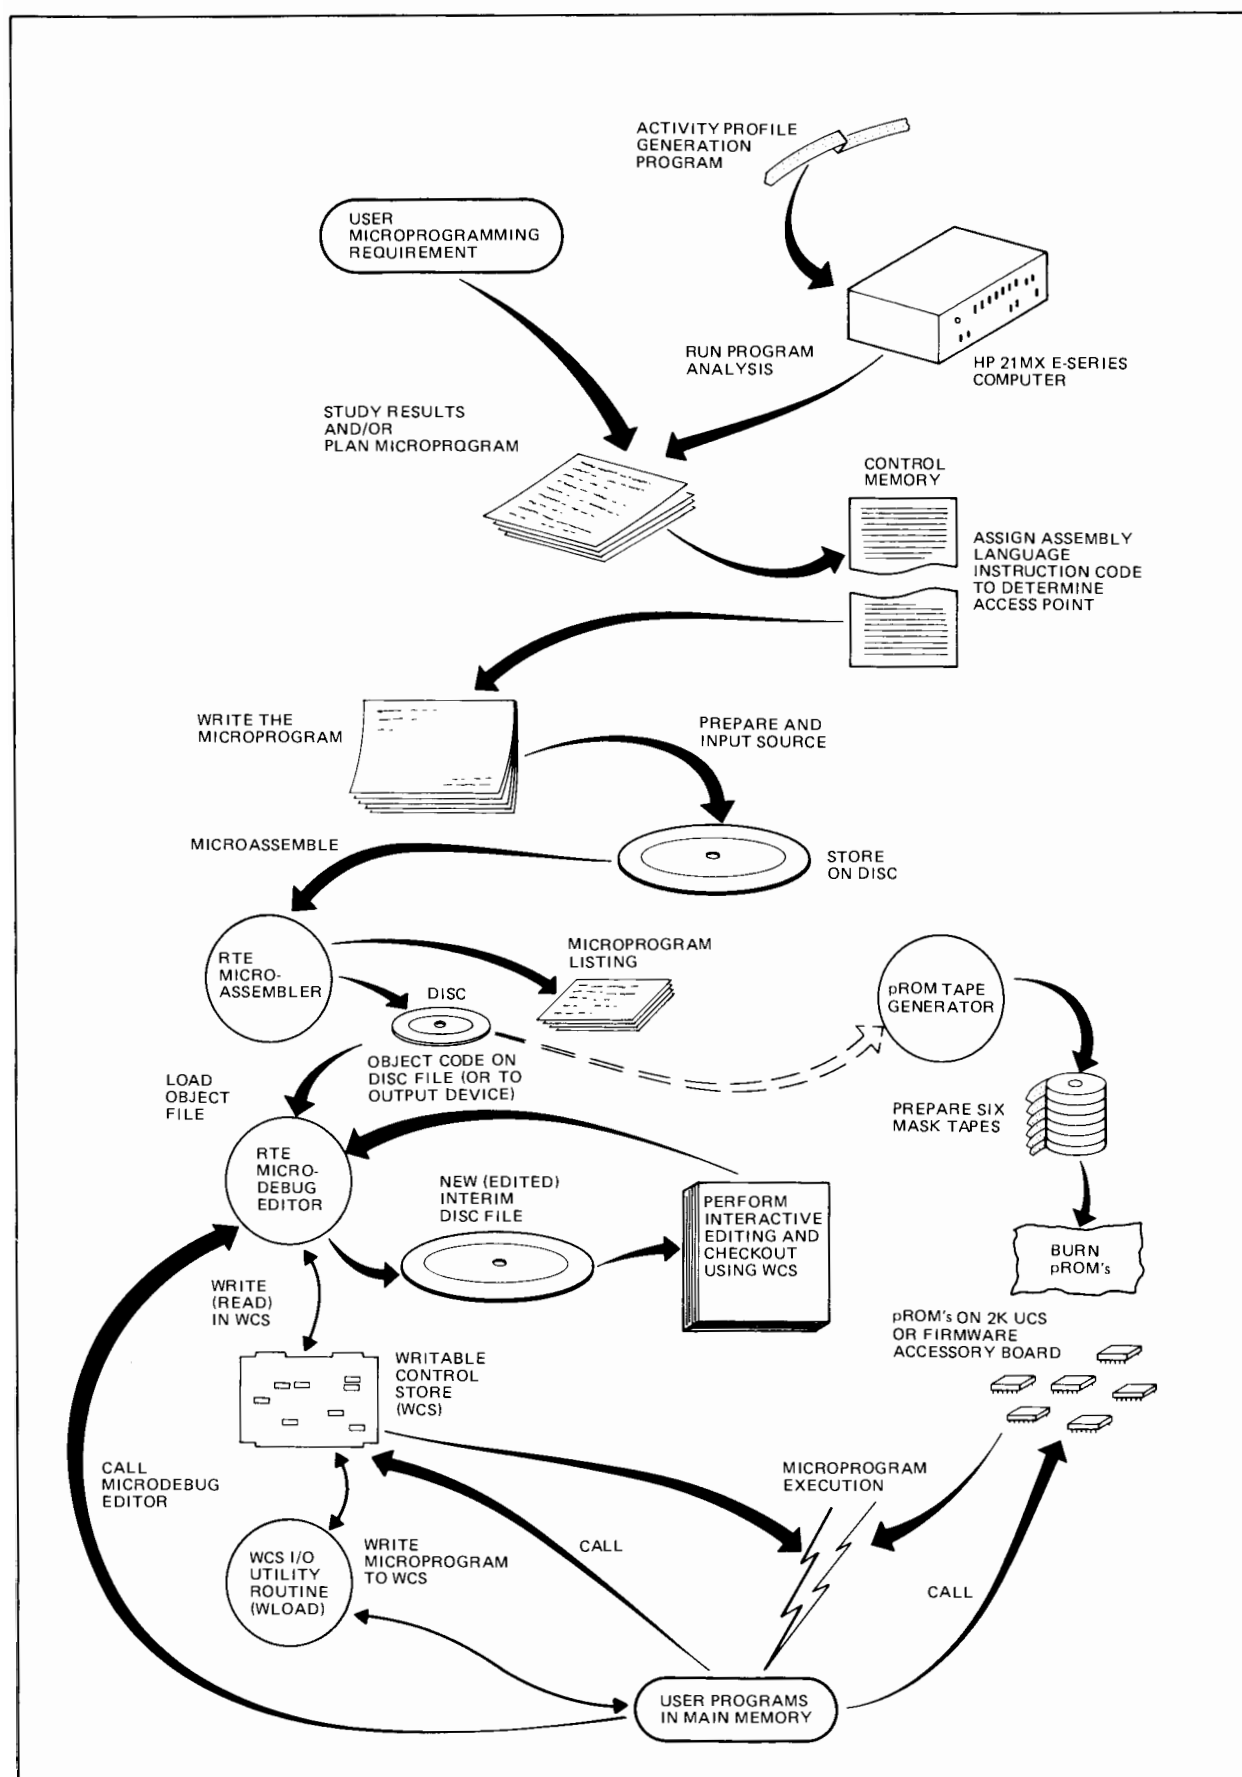 ACTIVITY PROFILE
GENERATION
PROGRAM
USER
MICROPROGRAMMING
REQUIREMENT
RUN PROGRAM
ANALYSIS
HP 21MX E-SERIES
COMPUTER
STUDY RESULTS
AND/OR
PLAN MICROPROGRAM
CONTROL
MEMORY
ASSIGN ASSEMBLY
LANGUAGE
INSTRUCTION CODE
TO DETERMINE
ACCESS POINT
WRITE THE
MICROPROGRAM
PREPARE AND
INPUT SOURCE
MICROASSEMBLE
STORE
ON DISC
RTE
MICRO-
ASSEMBLER
MICROPROGRAM
LISTING
DISC
pROM TAPE
GENERATOR
OBJECT CODE ON
DISC FILE (OR TO
OUTPUT DEVICE)
LOAD
OBJECT
FILE
PREPARE SIX
MASK TAPES
RTE
MICRO-
DEBUG
EDITOR
NEW (EDITED)
INTERIM
DISC FILE
PERFORM
INTERACTIVE
EDITING AND
CHECKOUT
USING WCS
BURN
pROM's
WRITE
(READ)
IN WCS
pROM's ON 2K UCS
OR FIRMWARE
ACCESSORY BOARD
WRITABLE
CONTROL
STORE
(WCS)
CALL
MICRODEBUG
EDITOR
MICROPROGRAM
EXECUTION
WCS I/O
UTILITY
ROUTINE
(WLOAD)
WRITE
MICROPROGRAM
TO WCS
CALL
CALL
USER PROGRAMS
IN MAIN MEMORY